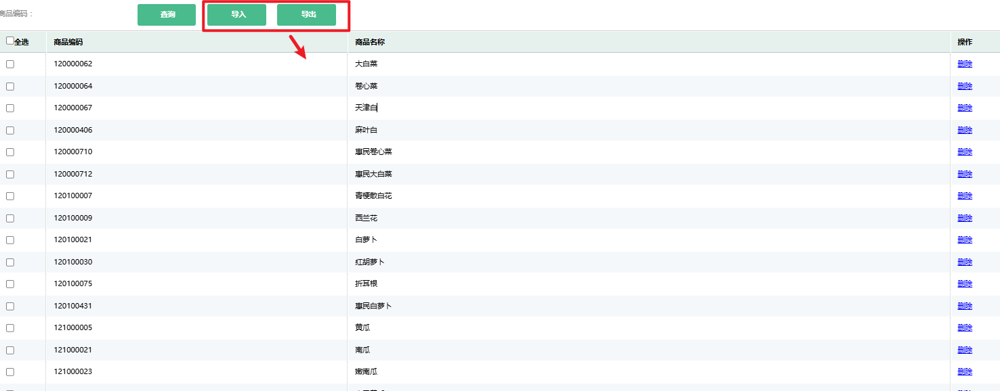 商品编码： 查询 导入 导出
全选 商品编码 商品名称 操作
120000062 大白菜 删除
120000064 卷心菜 删除
120000067 天津白 删除
120000406 麻叶白 删除
120000710 惠民卷心菜 删除
120000712 惠民大白菜 删除
120100007 青梗散白花 删除
120100009 西兰花 删除
120100021 白萝卜 删除
120100030 红胡萝卜 删除
120100075 折耳根 删除
120100431 惠民白萝卜 删除
121000005 黄瓜 删除
121000021 南瓜 删除
121000023 嫩南瓜 删除